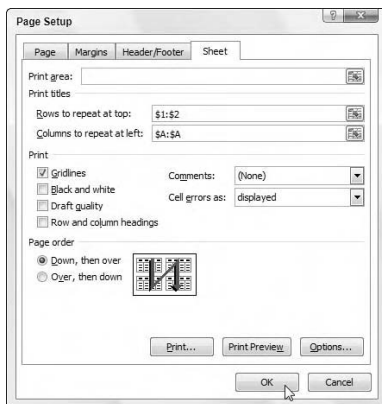 Page Setup
Page Margins Header/Footer Sheet
Print area:
Print titles
Rows to repeat at top: $1:$2
Columns to repeat at left: $A:$A
Print
Gridlines Comments: (None)
Black and white Cell errors as: displayed
Draft quality
Row and column headings
Page order
Down, then over
Over, then down
Print... Print Preview Options...
OK Cancel